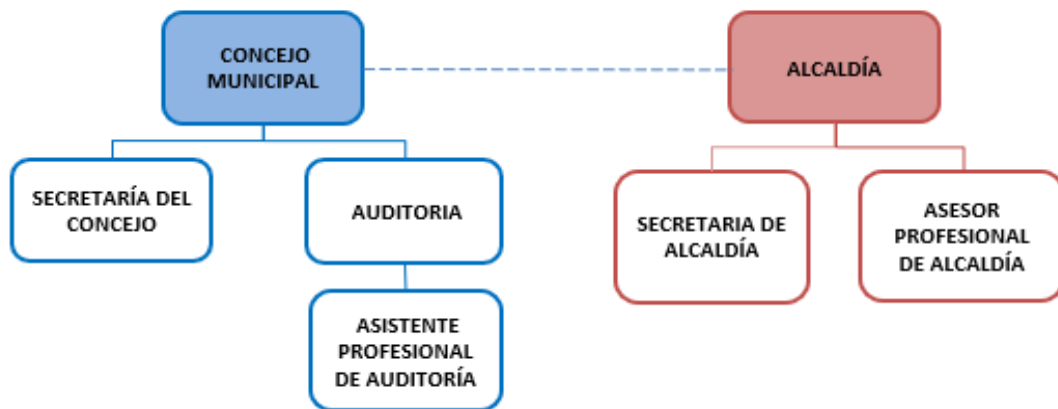 CONCEJO
MUNICIPAL
ALCALDÍA
SECRETARÍA DEL
CONCEJO
AUDITORIA
SECRETARIA DE
ALCALDÍA
ASESOR
PROFESIONAL
DE ALCALDÍA
ASISTENTE
PROFESIONAL
DE AUDITORÍA